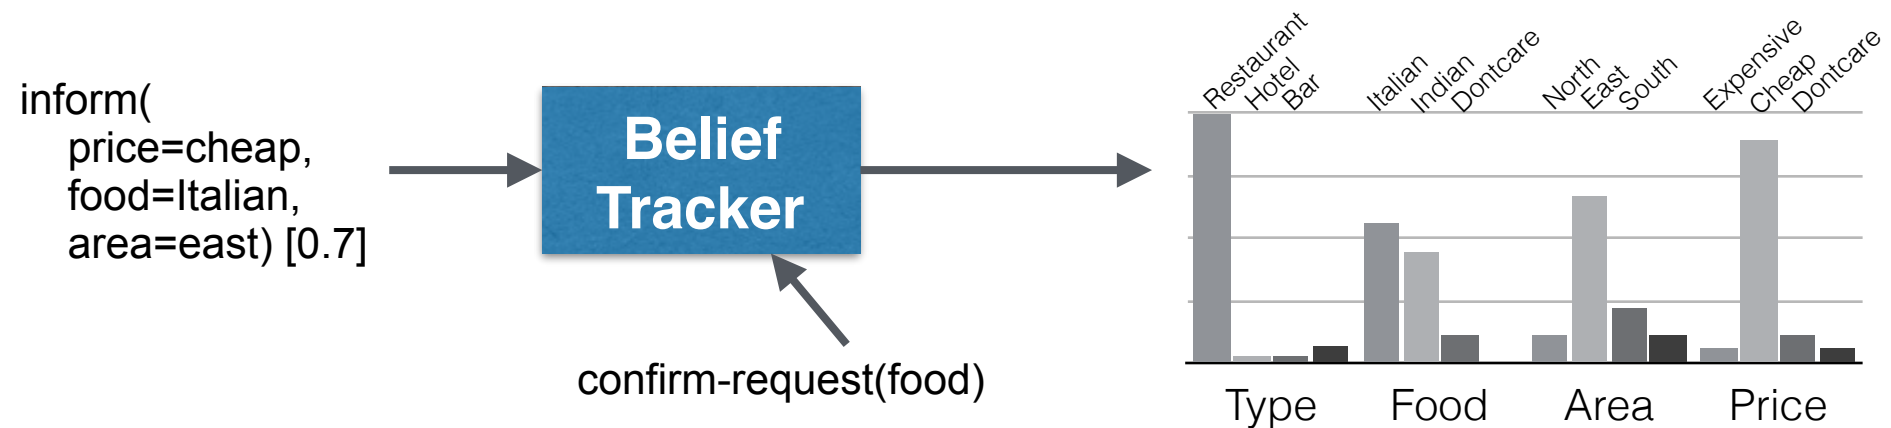 inform(
price=cheap,
food=Italian,
area=east) [0.7]
Belief
Tracker
confirm-request(food)
Restaurant
Hotel
Bar
Italian
Indian
Dontcare
North
East
South
Expensive
Cheap
Dontcare
Type
Food
Area
Price